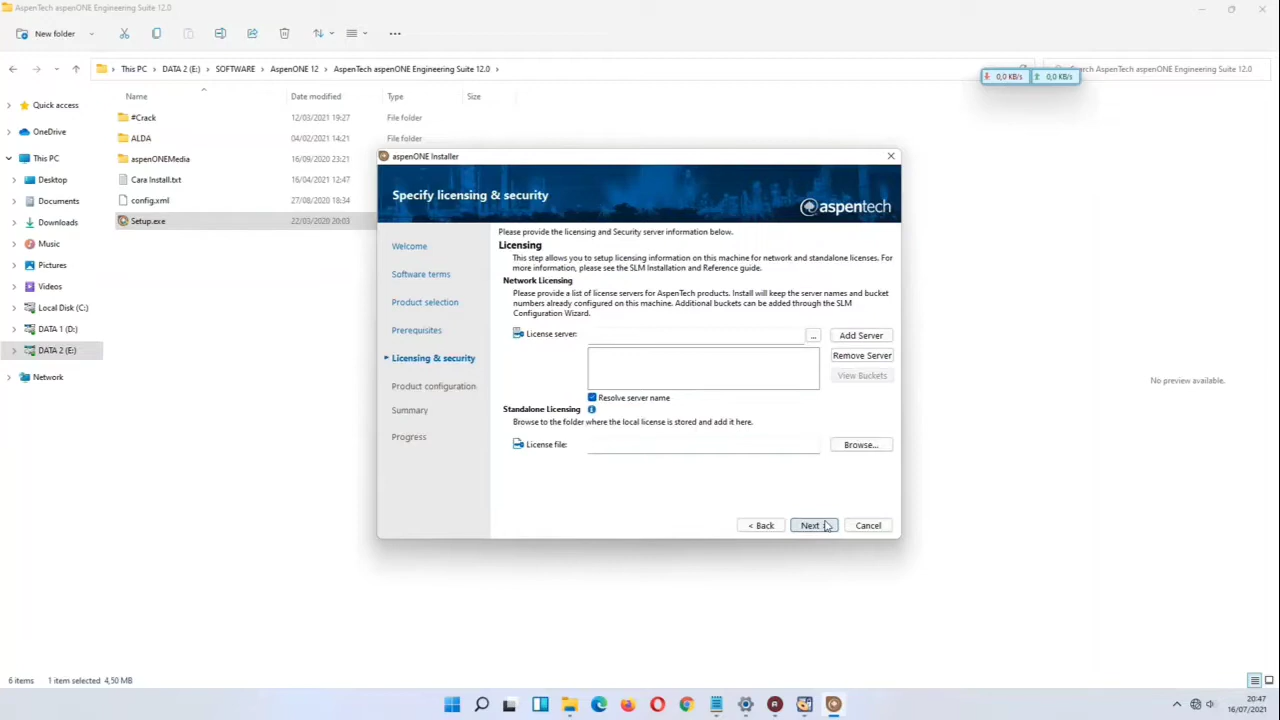 AspenTech aspenONE Engineering Suite 12.0
New folder
This PC > DATA 2 (E:) > SOFTWARE > AspenONE 12 > AspenTech aspenONE Engineering Suite 12.0 >
Search AspenTech aspenONE Engineering Suite 12.0
0,0 KB/s 0,0 KB/s
Name Date modified Type Size
Quick access
OneDrive
This PC
Desktop
Documents
Downloads
Music
Pictures
Videos
Local Disk (C:)
DATA 1 (D:)
DATA 2 (E:)
Network
#Crack 12/03/2021 19:27 File folder
ALDA 04/02/2021 14:21 File folder
aspenONEMedia 16/09/2020 23:21
Cara Install.txt 16/04/2021 12:47
config.xml 27/08/2020 18:34
Setup.exe 22/03/2020 20:03
aspenONE Installer
Specify licensing & security
aspentech
Welcome
Software terms
Product selection
Prerequisites
Licensing & security
Product configuration
Summary
Progress
Please provide the licensing and Security server information below.
Licensing
This step allows you to setup licensing information on this machine for network and standalone licenses. For
more information, please see the SLM Installation and Reference guide.
Network Licensing
Please provide a list of license servers for AspenTech products. Install will keep the server names and bucket
numbers already configured on this machine. Additional buckets can be added through the SLM
Configuration Wizard.
License server: ... Add Server
Remove Server
View Buckets
Resolve server name
Standalone Licensing
Browse to the folder where the local license is stored and add it here.
License file: Browse...
< Back Next > Cancel
No preview available.
6 items 1 item selected 4,50 MB
20:47
16/07/2021